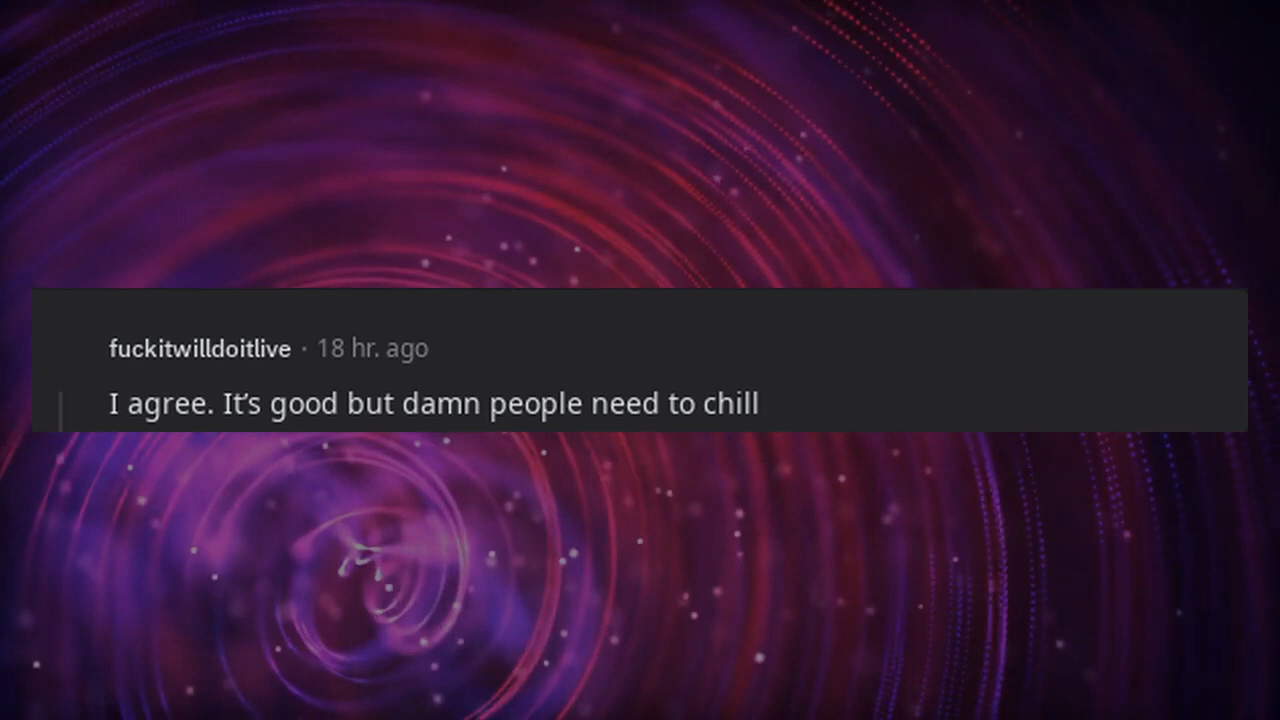 fuckitwilldoitlive · 18 hr. ago
I agree. It’s good but damn people need to chill